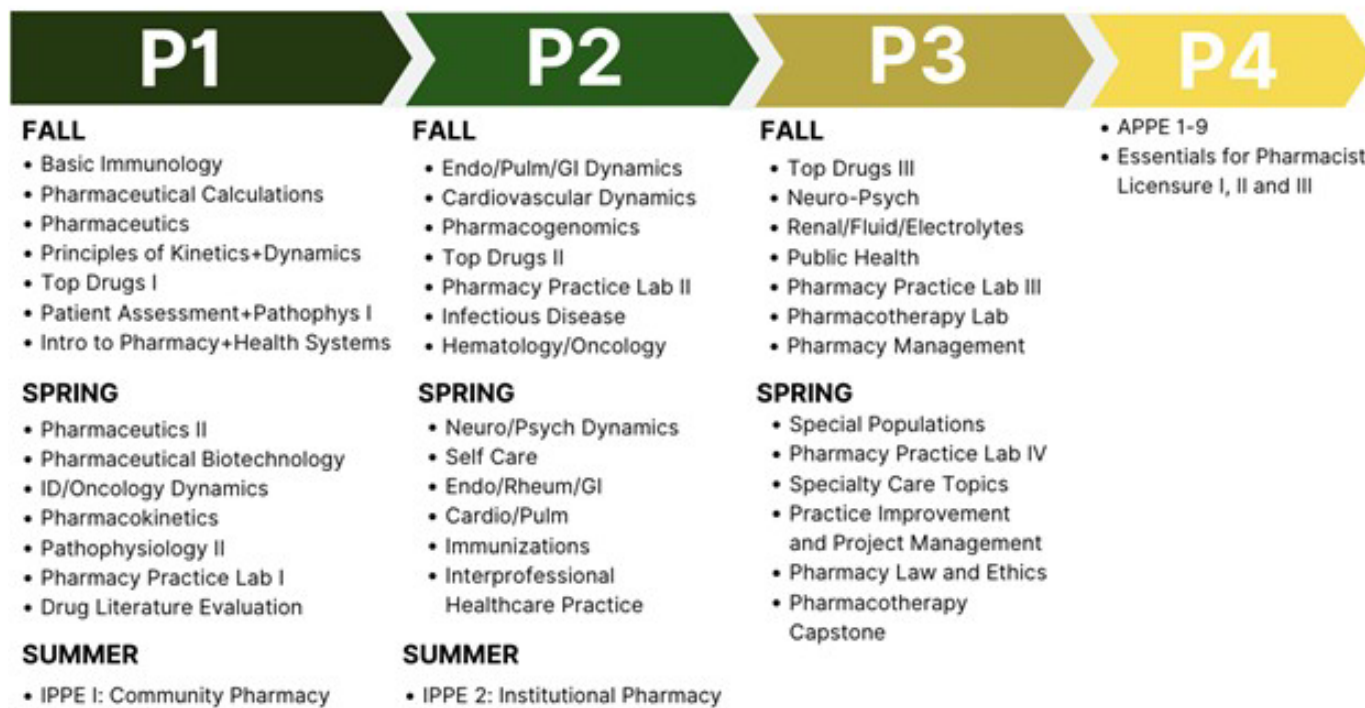 P1
FALL
• Basic Immunology
• Pharmaceutical Calculations
• Pharmaceutics
• Principles of Kinetics+Dynamics
• Top Drugs I
• Patient Assessment+Pathophys I
• Intro to Pharmacy+Health Systems
SPRING
• Pharmaceutics II
• Pharmaceutical Biotechnology
• ID/Oncology Dynamics
• Pharmacokinetics
• Pathophysiology II
• Pharmacy Practice Lab I
• Drug Literature Evaluation
SUMMER
• IPPE I: Community Pharmacy
P2
FALL
• Endo/Pulm/GI Dynamics
• Cardiovascular Dynamics
• Pharmacogenomics
• Top Drugs II
• Pharmacy Practice Lab II
• Infectious Disease
• Hematology/Oncology
SPRING
• Neuro/Psych Dynamics
• Self Care
• Endo/Rheum/GI
• Cardio/Pulm
• Immunizations
• Interprofessional
Healthcare Practice
SUMMER
• IPPE 2: Institutional Pharmacy
P3
FALL
• Top Drugs III
• Neuro-Psych
• Renal/Fluid/Electrolytes
• Public Health
• Pharmacy Practice Lab III
• Pharmacotherapy Lab
• Pharmacy Management
SPRING
• Special Populations
• Pharmacy Practice Lab IV
• Specialty Care Topics
• Practice Improvement
and Project Management
• Pharmacy Law and Ethics
• Pharmacotherapy
Capstone
P4
• APPE 1-9
• Essentials for Pharmacist
Licensure I, II and III